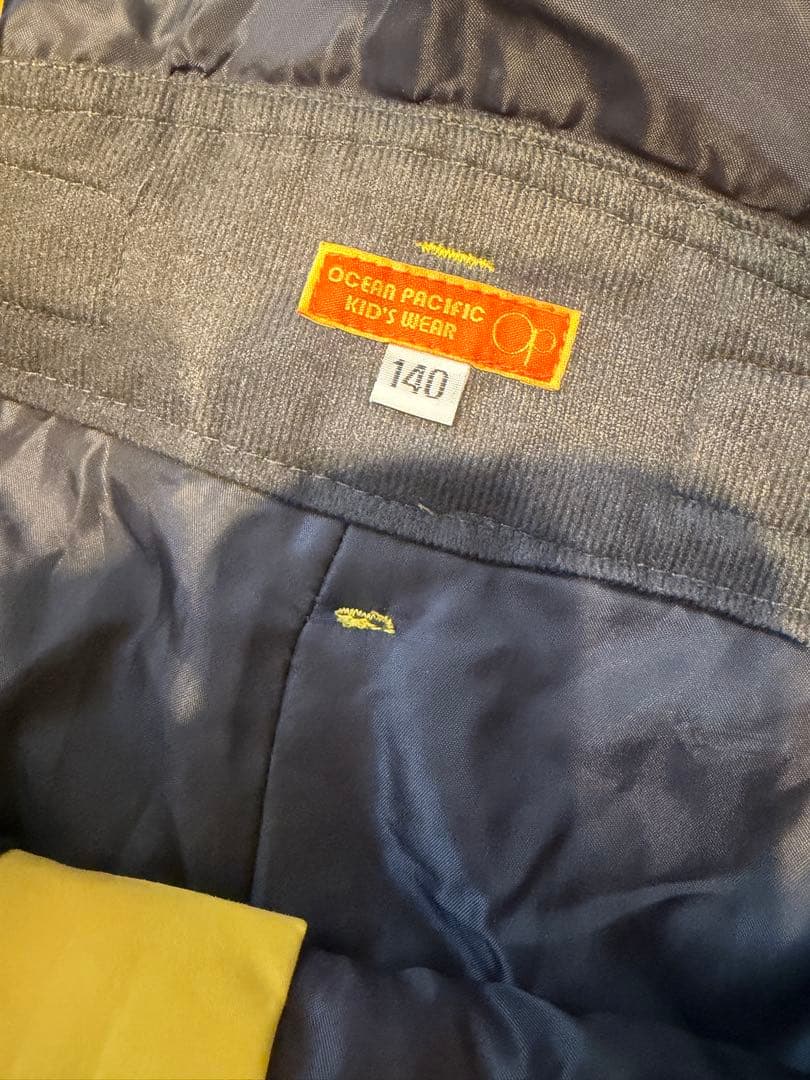 OCEAN PACIFIC
KID'S WEAR
Op
140